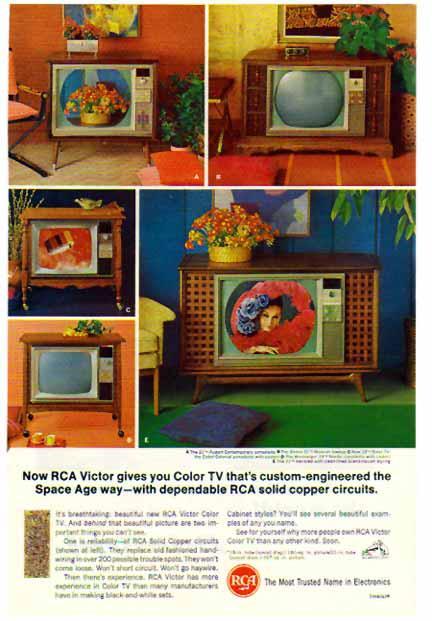 A
B
C
D
E
Now RCA Victor gives you Color TV that's custom-engineered the
Space Age way—with dependable RCA solid copper circuits.
It's breathtaking: beautiful new RCA Victor Color
TV. And behind that beautiful picture are two im-
portant things you can't see.
One is reliability—of RCA Solid Copper circuits
(shown at left). They replace old fashioned hand-
wiring in over 200 possible trouble spots. They won't
come loose. Won't short circuit. Won't go haywire.
Then there's experience. RCA Victor has more
experience in Color TV than many manufacturers
have in making black-and-white sets.
Cabinet styles? You'll see several beautiful exam-
ples of any you name.
See for yourself why more people own RCA Victor
Color TV than any other kind. Soon.
RCA The Most Trusted Name in Electronics